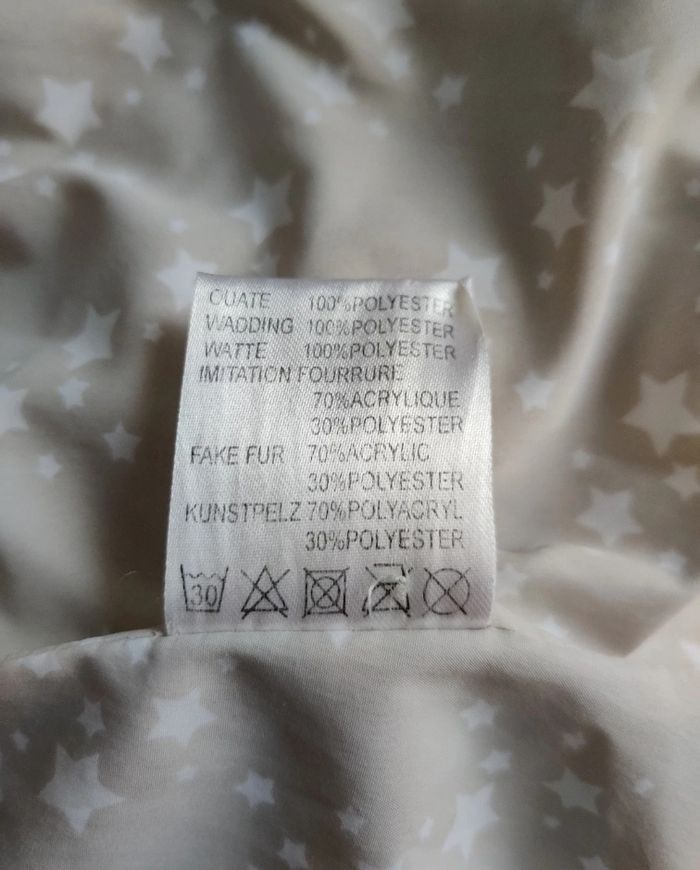 OUATE 100%POLYESTER
WADDING 100%POLYESTER
WATTE 100%POLYESTER
IMITATION FOURRURE
70%ACRYLIQUE
30%POLYESTER
FAKE FUR 70%ACRYLIC
30%POLYESTER
KUNSTPELZ 70%POLYACRYL
30%POLYESTER
30